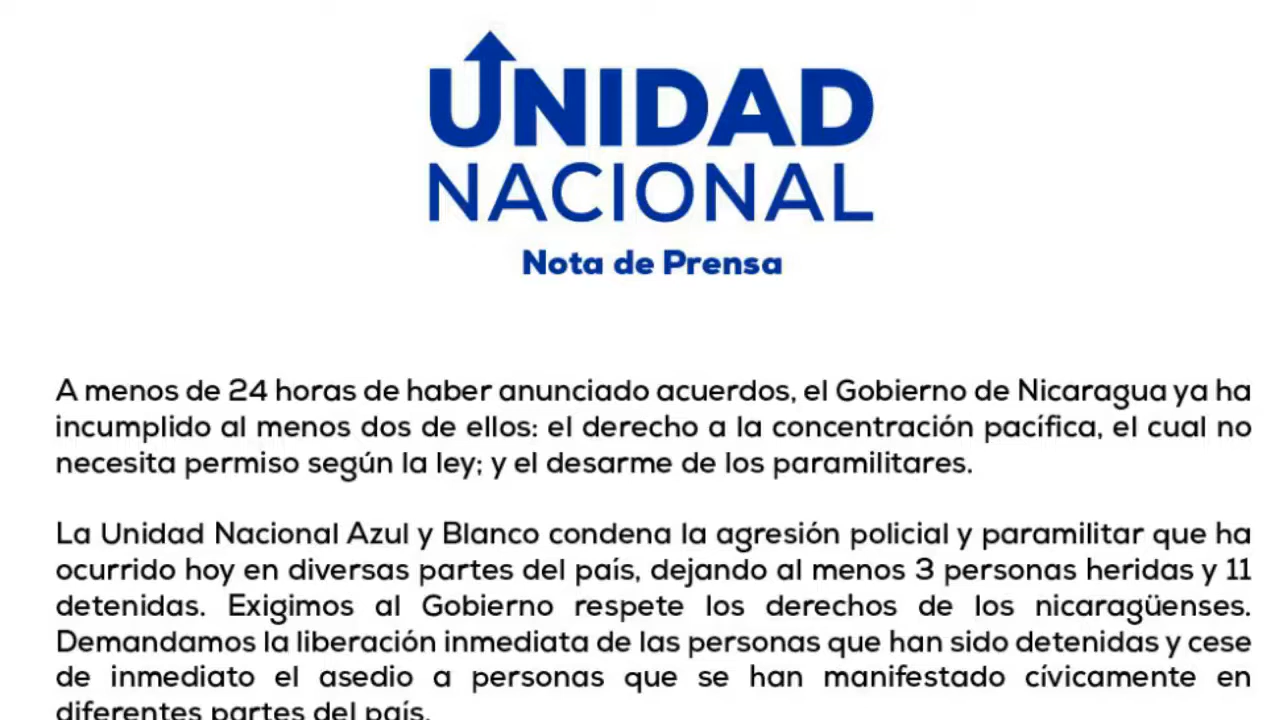 UNIDAD
NACIONAL
Nota de Prensa
A menos de 24 horas de haber anunciado acuerdos, el Gobierno de Nicaragua ya ha
incumplido al menos dos de ellos: el derecho a la concentración pacífica, el cual no
necesita permiso según la ley; y el desarme de los paramilitares.
La Unidad Nacional Azul y Blanco condena la agresión policial y paramilitar que ha
ocurrido hoy en diversas partes del país, dejando al menos 3 personas heridas y 11
detenidas. Exigimos al Gobierno respete los derechos de los nicaragüenses.
Demandamos la liberación inmediata de las personas que han sido detenidas y cese
de inmediato el asedio a personas que se han manifestado cívicamente en
diferentes partes del país.